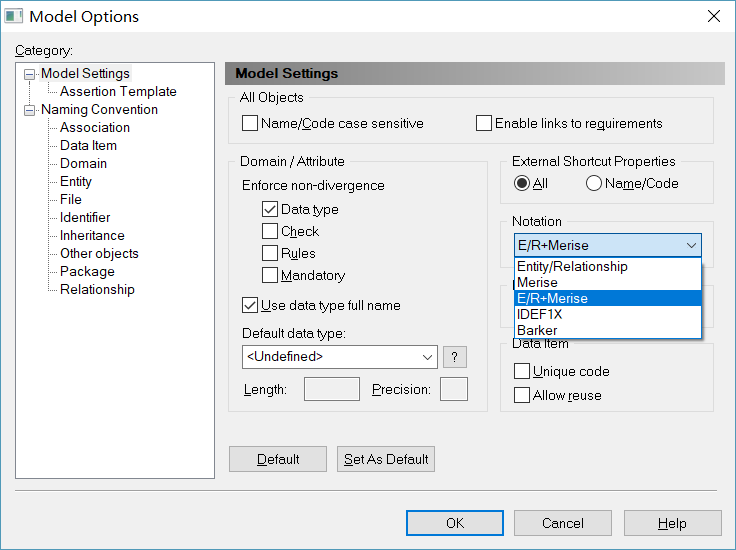 Model Options
Category:
Model Settings
Assertion Template
Naming Convention
Association
Data Item
Domain
Entity
File
Identifier
Inheritance
Other objects
Package
Relationship
Model Settings
All Objects
Name/Code case sensitive
Enable links to requirements
Domain / Attribute
Enforce non-divergence
Data type
Check
Rules
Mandatory
Use data type full name
Default data type:
<Undefined>
?
Length:
Precision:
External Shortcut Properties
All
Name/Code
Notation
E/R+Merise
Entity/Relationship
Merise
E/R+Merise
IDEF1X
Barker
Data Item
Unique code
Allow reuse
Default
Set As Default
OK
Cancel
Help